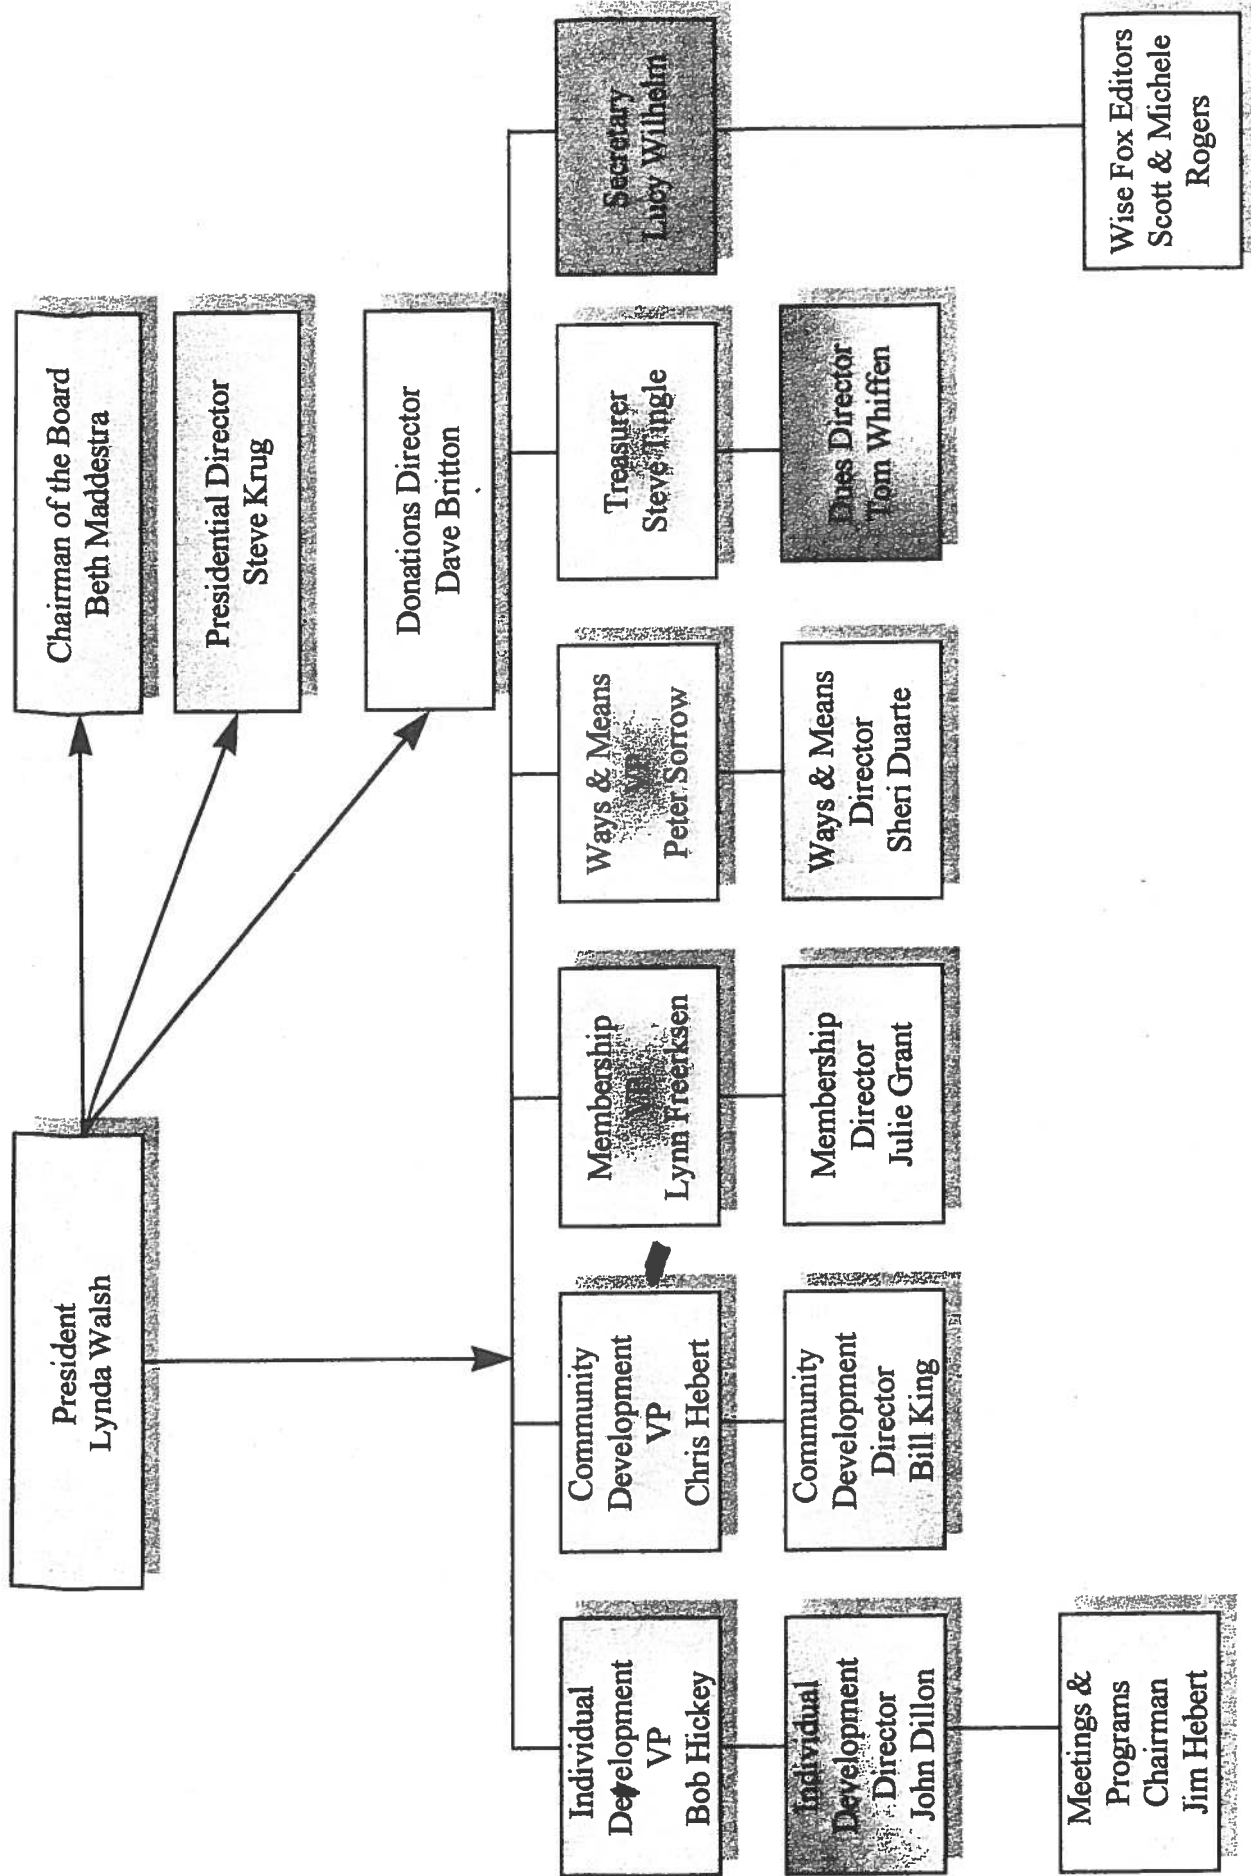 President
Lynda Walsh
Chairman of the Board
Beth Maddestra
Presidential Director
Steve Krug
Donations Director
Dave Britton
Individual
Development
VP
Bob Hickey
Community
Development
VP
Chris Hebert
Membership
VP
Lynn Freerksen
Ways & Means
VP
Peter Sorrow
Treasurer
Steve Tingle
Secretary
Lucy Wilhelm
Individual
Development
Director
John Dillon
Community
Development
Director
Bill King
Membership
Director
Julie Grant
Ways & Means
Director
Sheri Duarte
Dues Director
Tom Whiffen
Meetings &
Programs
Chairman
Jim Hebert
Wise Fox Editors
Scott & Michele
Rogers